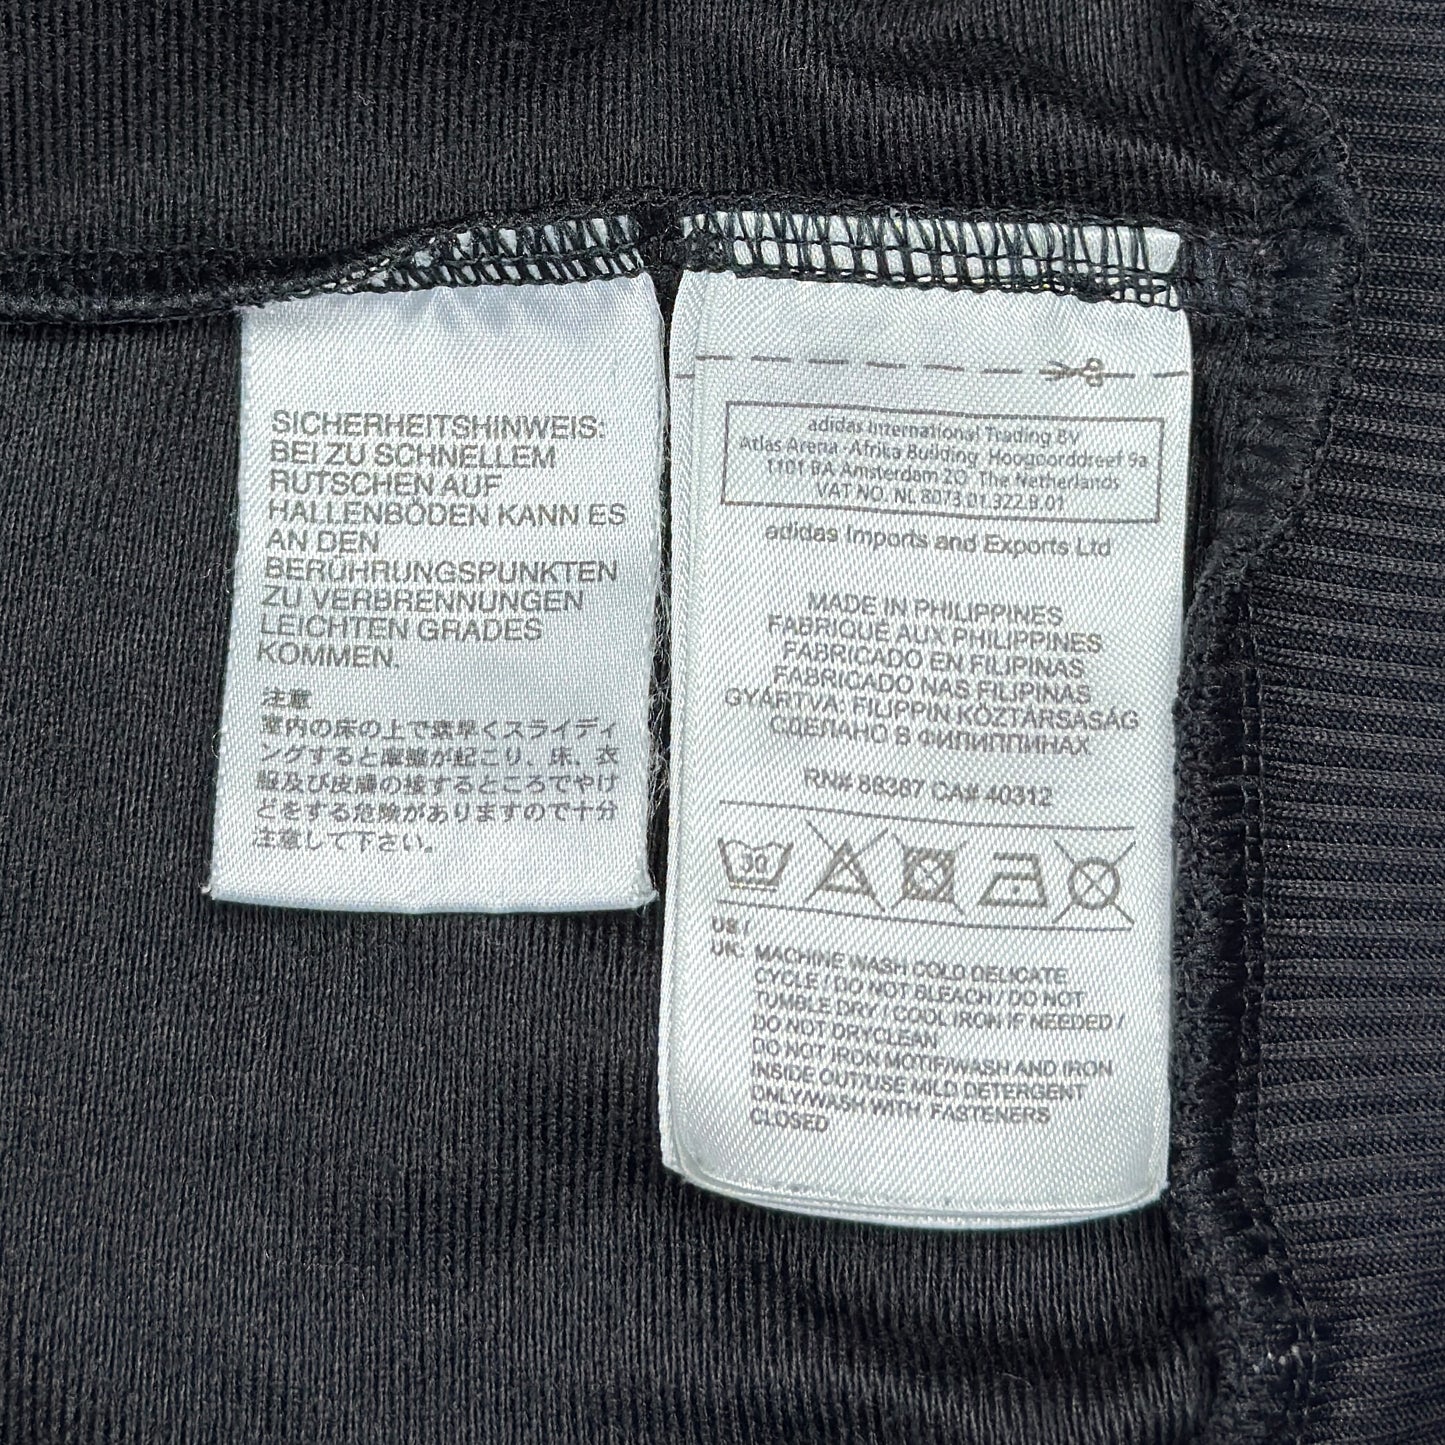 SICHERHEITSHINWEIS:
BEI ZU SCHNELLEM
RUTSCHEN AUF
HALLENBÖDEN KANN ES
AN DEN
BERÜHRUNGSPUNKTEN
ZU VERBRENNUNGEN
LEICHTEN GRADES
KOMMEN.
注意
室内の床の上で素早くスライディ
ングすると摩擦が起こり、床、衣
服及び皮膚の接するところでやけ
どをする危険がありますので十分
注意して下さい。
adidas International Trading BV
Atlas Arena -Afrika Building, Hoogoorddreef 9a
1101 BA Amsterdam ZO The Netherlands
VAT NO. NL 8073.01.322.B.01
adidas Imports and Exports Ltd
MADE IN PHILIPPINES
FABRIQUÉ AUX PHILIPPINES
FABRICADO EN FILIPINAS
FABRICADO NAS FILIPINAS
GYÁRTVA: FILIPPIN KÖZTÁRSASÁG
СДЕЛАНО В ФИЛИППИНАХ
RN# 88387 CA# 40312
30
US /
UK: MACHINE WASH COLD DELICATE
CYCLE / DO NOT BLEACH / DO NOT
TUMBLE DRY / COOL IRON IF NEEDED /
DO NOT DRYCLEAN
DO NOT IRON MOTIF/WASH AND IRON
INSIDE OUT/USE MILD DETERGENT
ONLY/WASH WITH FASTENERS
CLOSED